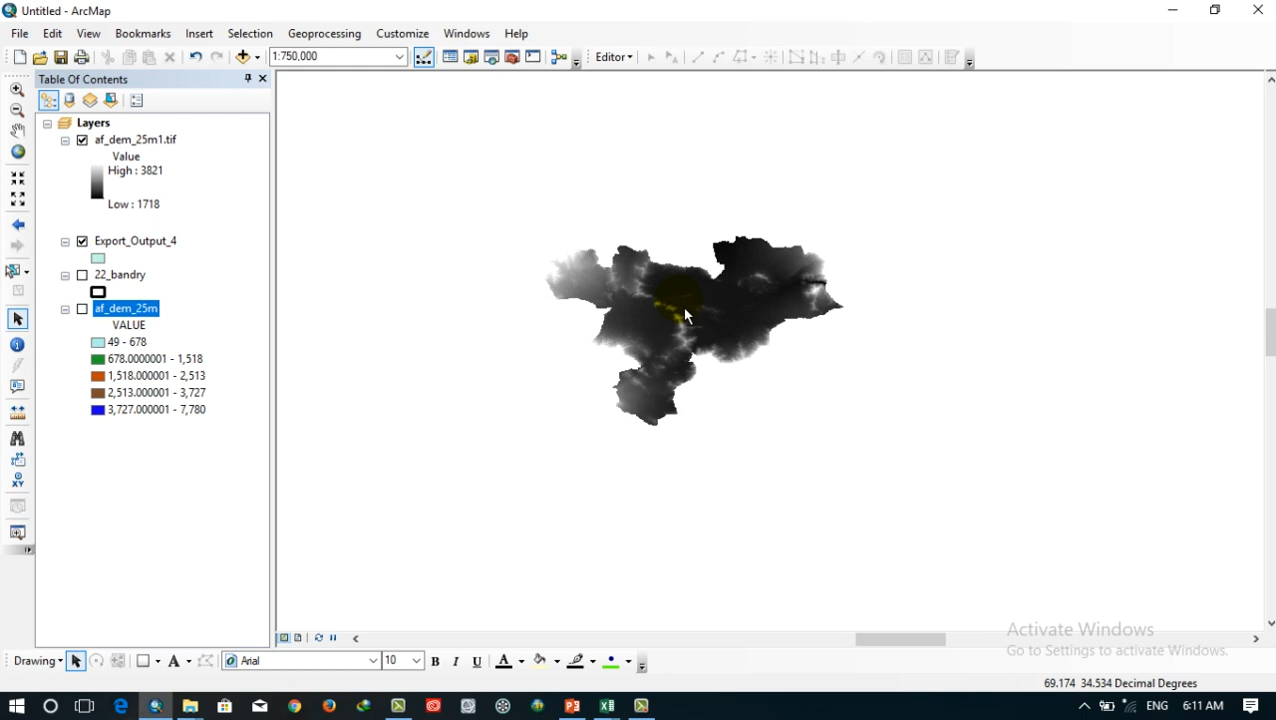 Untitled - ArcMap
File Edit View Bookmarks Insert Selection Geoprocessing Customize Windows Help
1:750,000
Editor
Table Of Contents
Layers
af_dem_25m1.tif
Value
High : 3821
Low : 1718
Export_Output_4
22_bandry
af_dem_25m
VALUE
49 - 678
678.0000001 - 1,518
1,518.000001 - 2,513
2,513.000001 - 3,727
3,727.000001 - 7,780
XY
Activate Windows
Go to Settings to activate Windows.
Drawing A Arial 10 B I U A
69.174 34.534 Decimal Degrees
ENG 6:11 AM